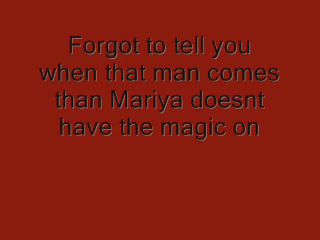 Forgot to tell you
when that man comes
than Mariya doesnt
have the magic on